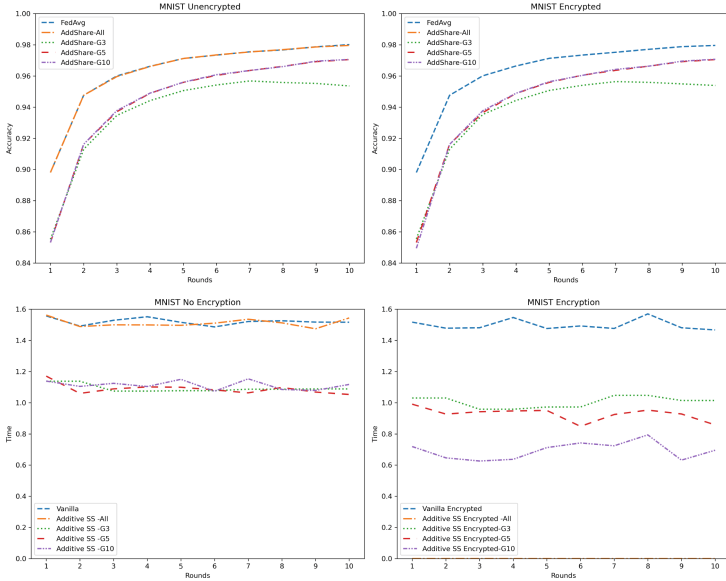 MNIST Unencrypted
1.00
0.98
0.96
0.94
0.92
0.90
0.88
0.86
0.84
Accuracy
FedAvg
AddShare-All
AddShare-G3
AddShare-G5
AddShare-G10
1 2 3 4 5 6 7 8 9 10
Rounds
MNIST Encrypted
1.00
0.98
0.96
0.94
0.92
0.90
0.88
0.86
0.84
Accuracy
FedAvg
AddShare-All
AddShare-G3
AddShare-G5
AddShare-G10
1 2 3 4 5 6 7 8 9 10
Rounds
MNIST No Encryption
1.6
1.4
1.2
1.0
0.8
0.6
0.4
0.2
0.0
Time
Vanilla
Additive SS -All
Additive SS -G3
Additive SS -G5
Additive SS -G10
1 2 3 4 5 6 7 8 9 10
Rounds
MNIST Encryption
1.6
1.4
1.2
1.0
0.8
0.6
0.4
0.2
0.0
Time
Vanilla Encrypted
Additive SS Encrypted -All
Additive SS Encrypted-G3
Additive SS Encrypted-G5
Additive SS Encrypted-G10
1 2 3 4 5 6 7 8 9 10
Rounds